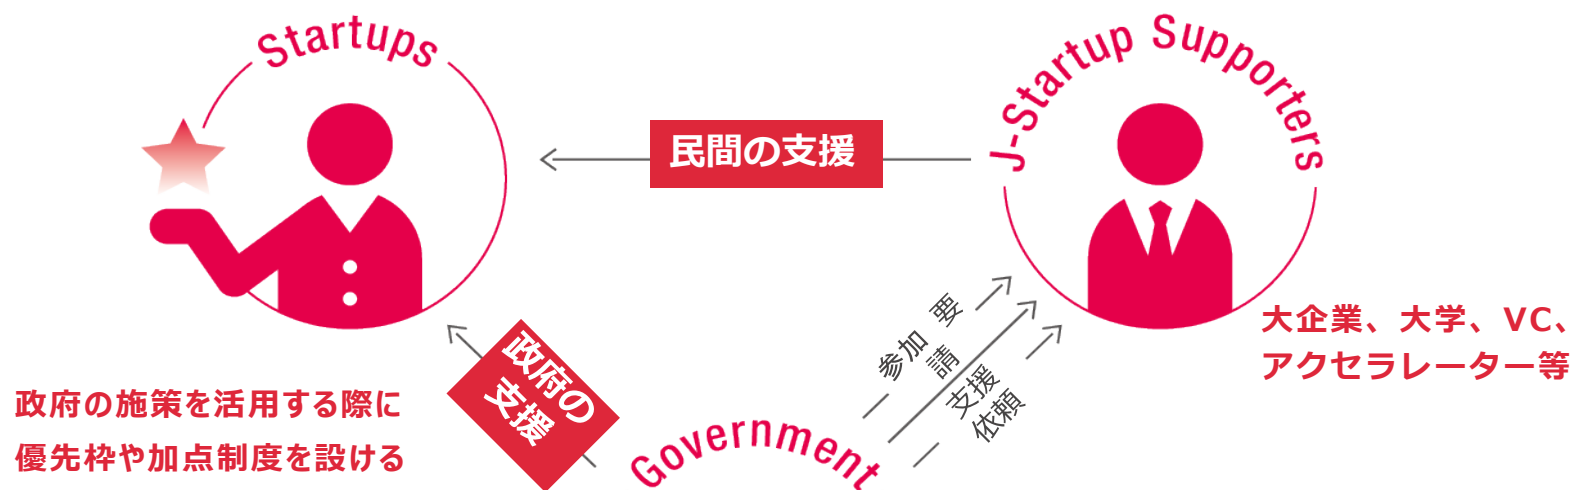 Startups
J-Startup Supporters
民間の支援
大企業、大学、VC、
アクセラレーター等
参加要請
支援
依頼
政府の
支援
政府の施策を活用する際に
優先枠や加点制度を設ける
Government